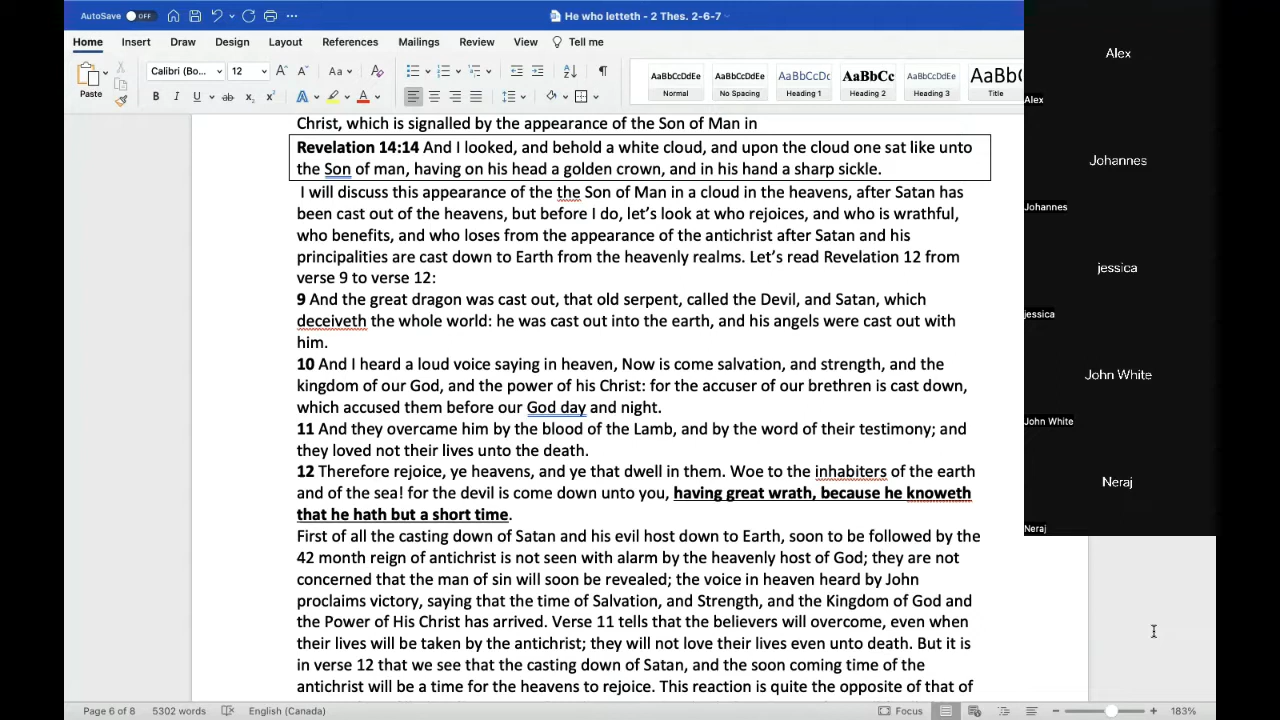 AutoSave OFF
He who letteth - 2 Thes. 2-6-7
Home Insert Draw Design Layout References Mailings Review View Tell me
Paste
Calibri (Bo... 12
AaBbCcDdEe AaBbCcDdEe AaBbCcDc AaBbCc AaBbCcDdEe AaBbC
Normal No Spacing Heading 1 Heading 2 Heading 3 Title
Christ, which is signalled by the appearance of the Son of Man in
Revelation 14:14 And I looked, and behold a white cloud, and upon the cloud one sat like unto
the Son of man, having on his head a golden crown, and in his hand a sharp sickle.
I will discuss this appearance of the the Son of Man in a cloud in the heavens, after Satan has
been cast out of the heavens, but before I do, let’s look at who rejoices, and who is wrathful,
who benefits, and who loses from the appearance of the antichrist after Satan and his
principalities are cast down to Earth from the heavenly realms. Let’s read Revelation 12 from
verse 9 to verse 12:
9 And the great dragon was cast out, that old serpent, called the Devil, and Satan, which
deceiveth the whole world: he was cast out into the earth, and his angels were cast out with
him.
10 And I heard a loud voice saying in heaven, Now is come salvation, and strength, and the
kingdom of our God, and the power of his Christ: for the accuser of our brethren is cast down,
which accused them before our God day and night.
11 And they overcame him by the blood of the Lamb, and by the word of their testimony; and
they loved not their lives unto the death.
12 Therefore rejoice, ye heavens, and ye that dwell in them. Woe to the inhabiters of the earth
and of the sea! for the devil is come down unto you, having great wrath, because he knoweth
that he hath but a short time.
First of all the casting down of Satan and his evil host down to Earth, soon to be followed by the
42 month reign of antichrist is not seen with alarm by the heavenly host of God; they are not
concerned that the man of sin will soon be revealed; the voice in heaven heard by John
proclaims victory, saying that the time of Salvation, and Strength, and the Kingdom of God and
the Power of His Christ has arrived. Verse 11 tells that the believers will overcome, even when
their lives will be taken by the antichrist; they will not love their lives even unto death. But it is
in verse 12 that we see that the casting down of Satan, and the soon coming time of the
antichrist will be a time for the heavens to rejoice. This reaction is quite the opposite of that of
Page 6 of 8 5302 words English (Canada) Focus 183%
Alex
Alex
Johannes
Johannes
jessica
jessica
John White
John White
Neraj
Neraj